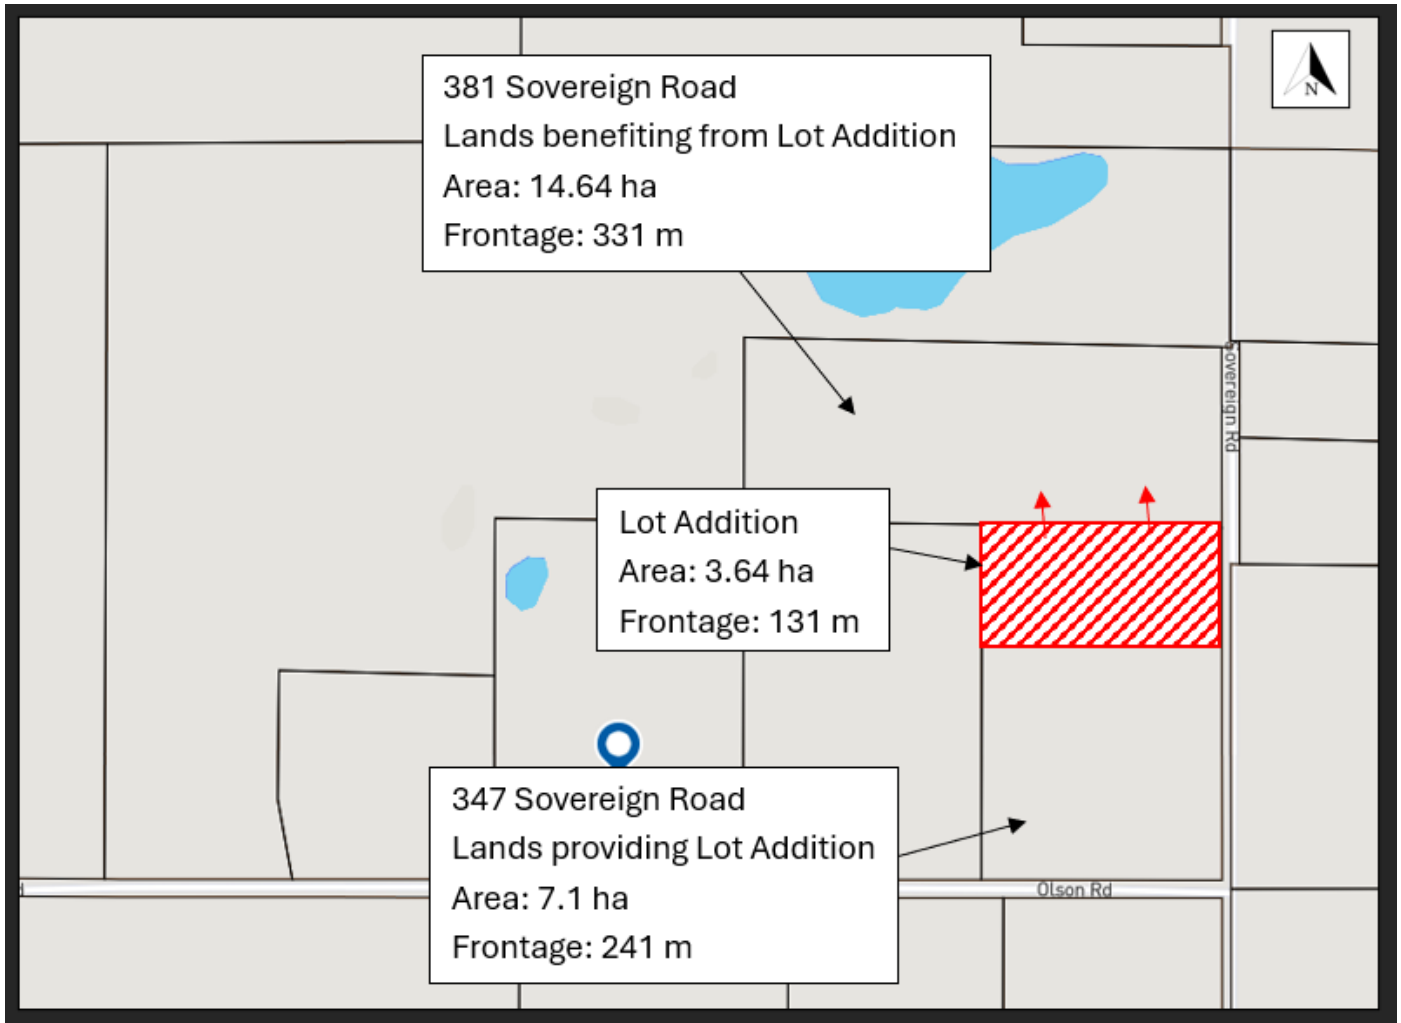 N
381 Sovereign Road
Lands benefiting from Lot Addition
Area: 14.64 ha
Frontage: 331 m
Sovereign Rd
Lot Addition
Area: 3.64 ha
Frontage: 131 m
347 Sovereign Road
Lands providing Lot Addition
Area: 7.1 ha
Frontage: 241 m
Olson Rd